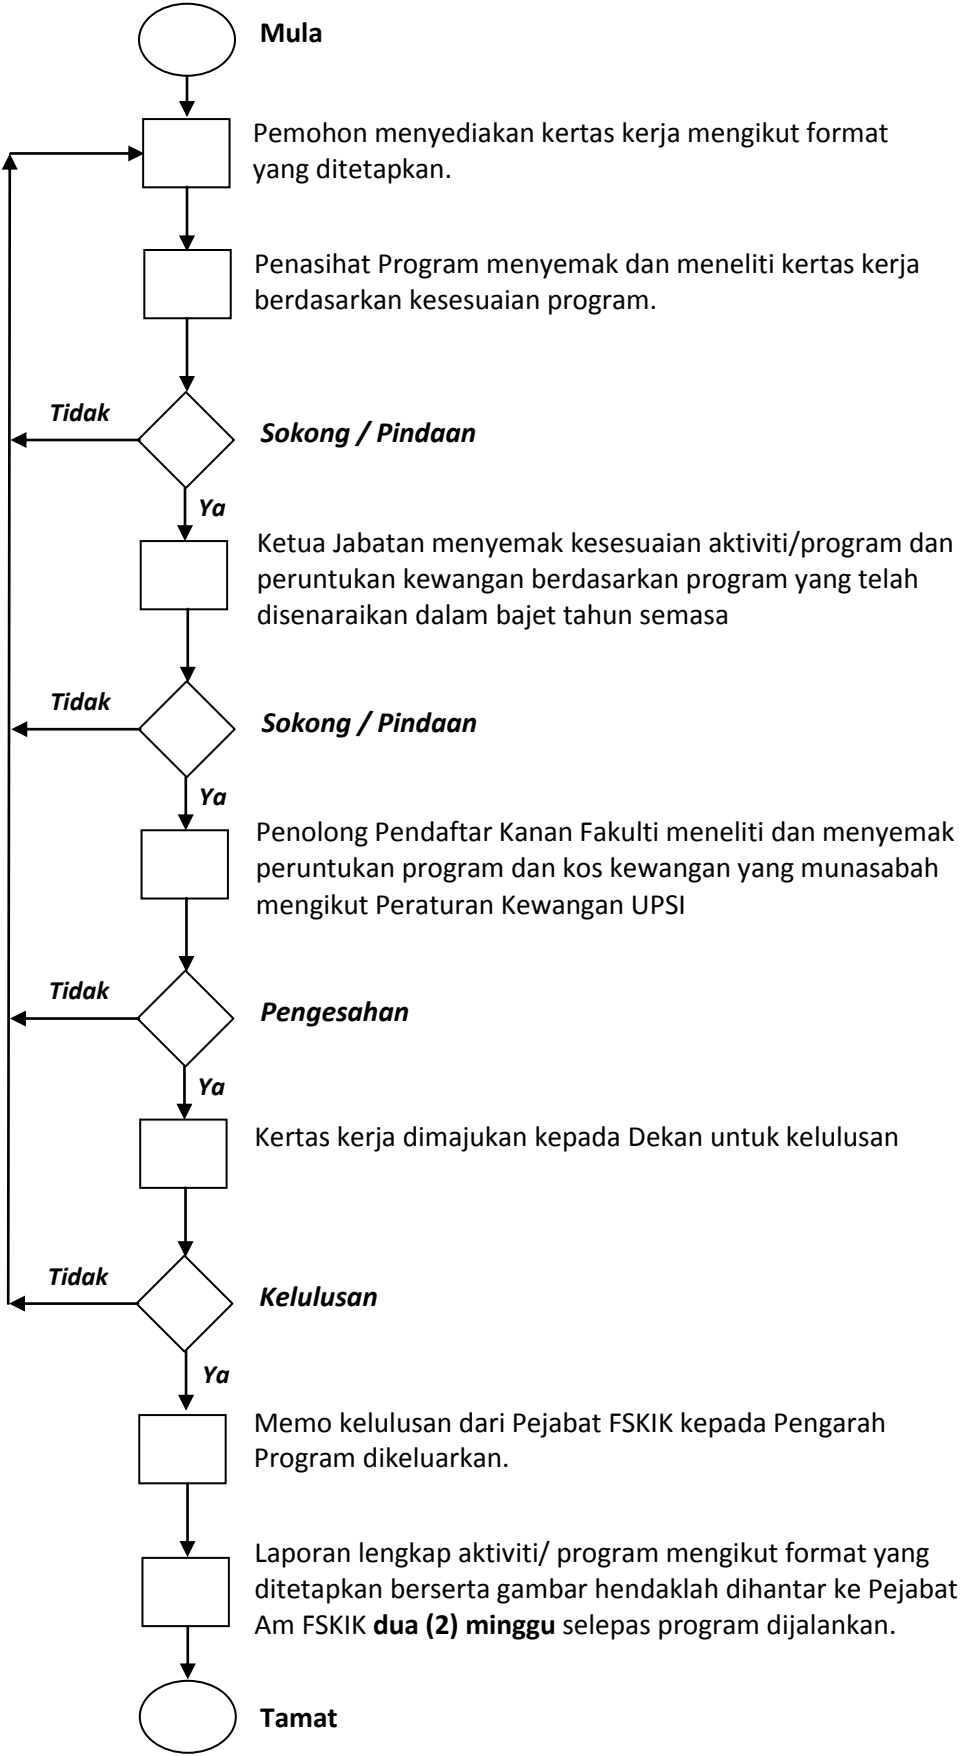 Mula
Pemohon menyediakan kertas kerja mengikut format
yang ditetapkan.
Penasihat Program menyemak dan meneliti kertas kerja
berdasarkan kesesuaian program.
Tidak
Sokong / Pindaan
Ya
Ketua Jabatan menyemak kesesuaian aktiviti/program dan
peruntukan kewangan berdasarkan program yang telah
disenaraikan dalam bajet tahun semasa
Tidak
Sokong / Pindaan
Ya
Penolong Pendaftar Kanan Fakulti meneliti dan menyemak
peruntukan program dan kos kewangan yang munasabah
mengikut Peraturan Kewangan UPSI
Tidak
Pengesahan
Ya
Kertas kerja dimajukan kepada Dekan untuk kelulusan
Tidak
Kelulusan
Ya
Memo kelulusan dari Pejabat FSKIK kepada Pengarah
Program dikeluarkan.
Laporan lengkap aktiviti/ program mengikut format yang
ditetapkan berserta gambar hendaklah dihantar ke Pejabat
Am FSKIK dua (2) minggu selepas program dijalankan.
Tamat